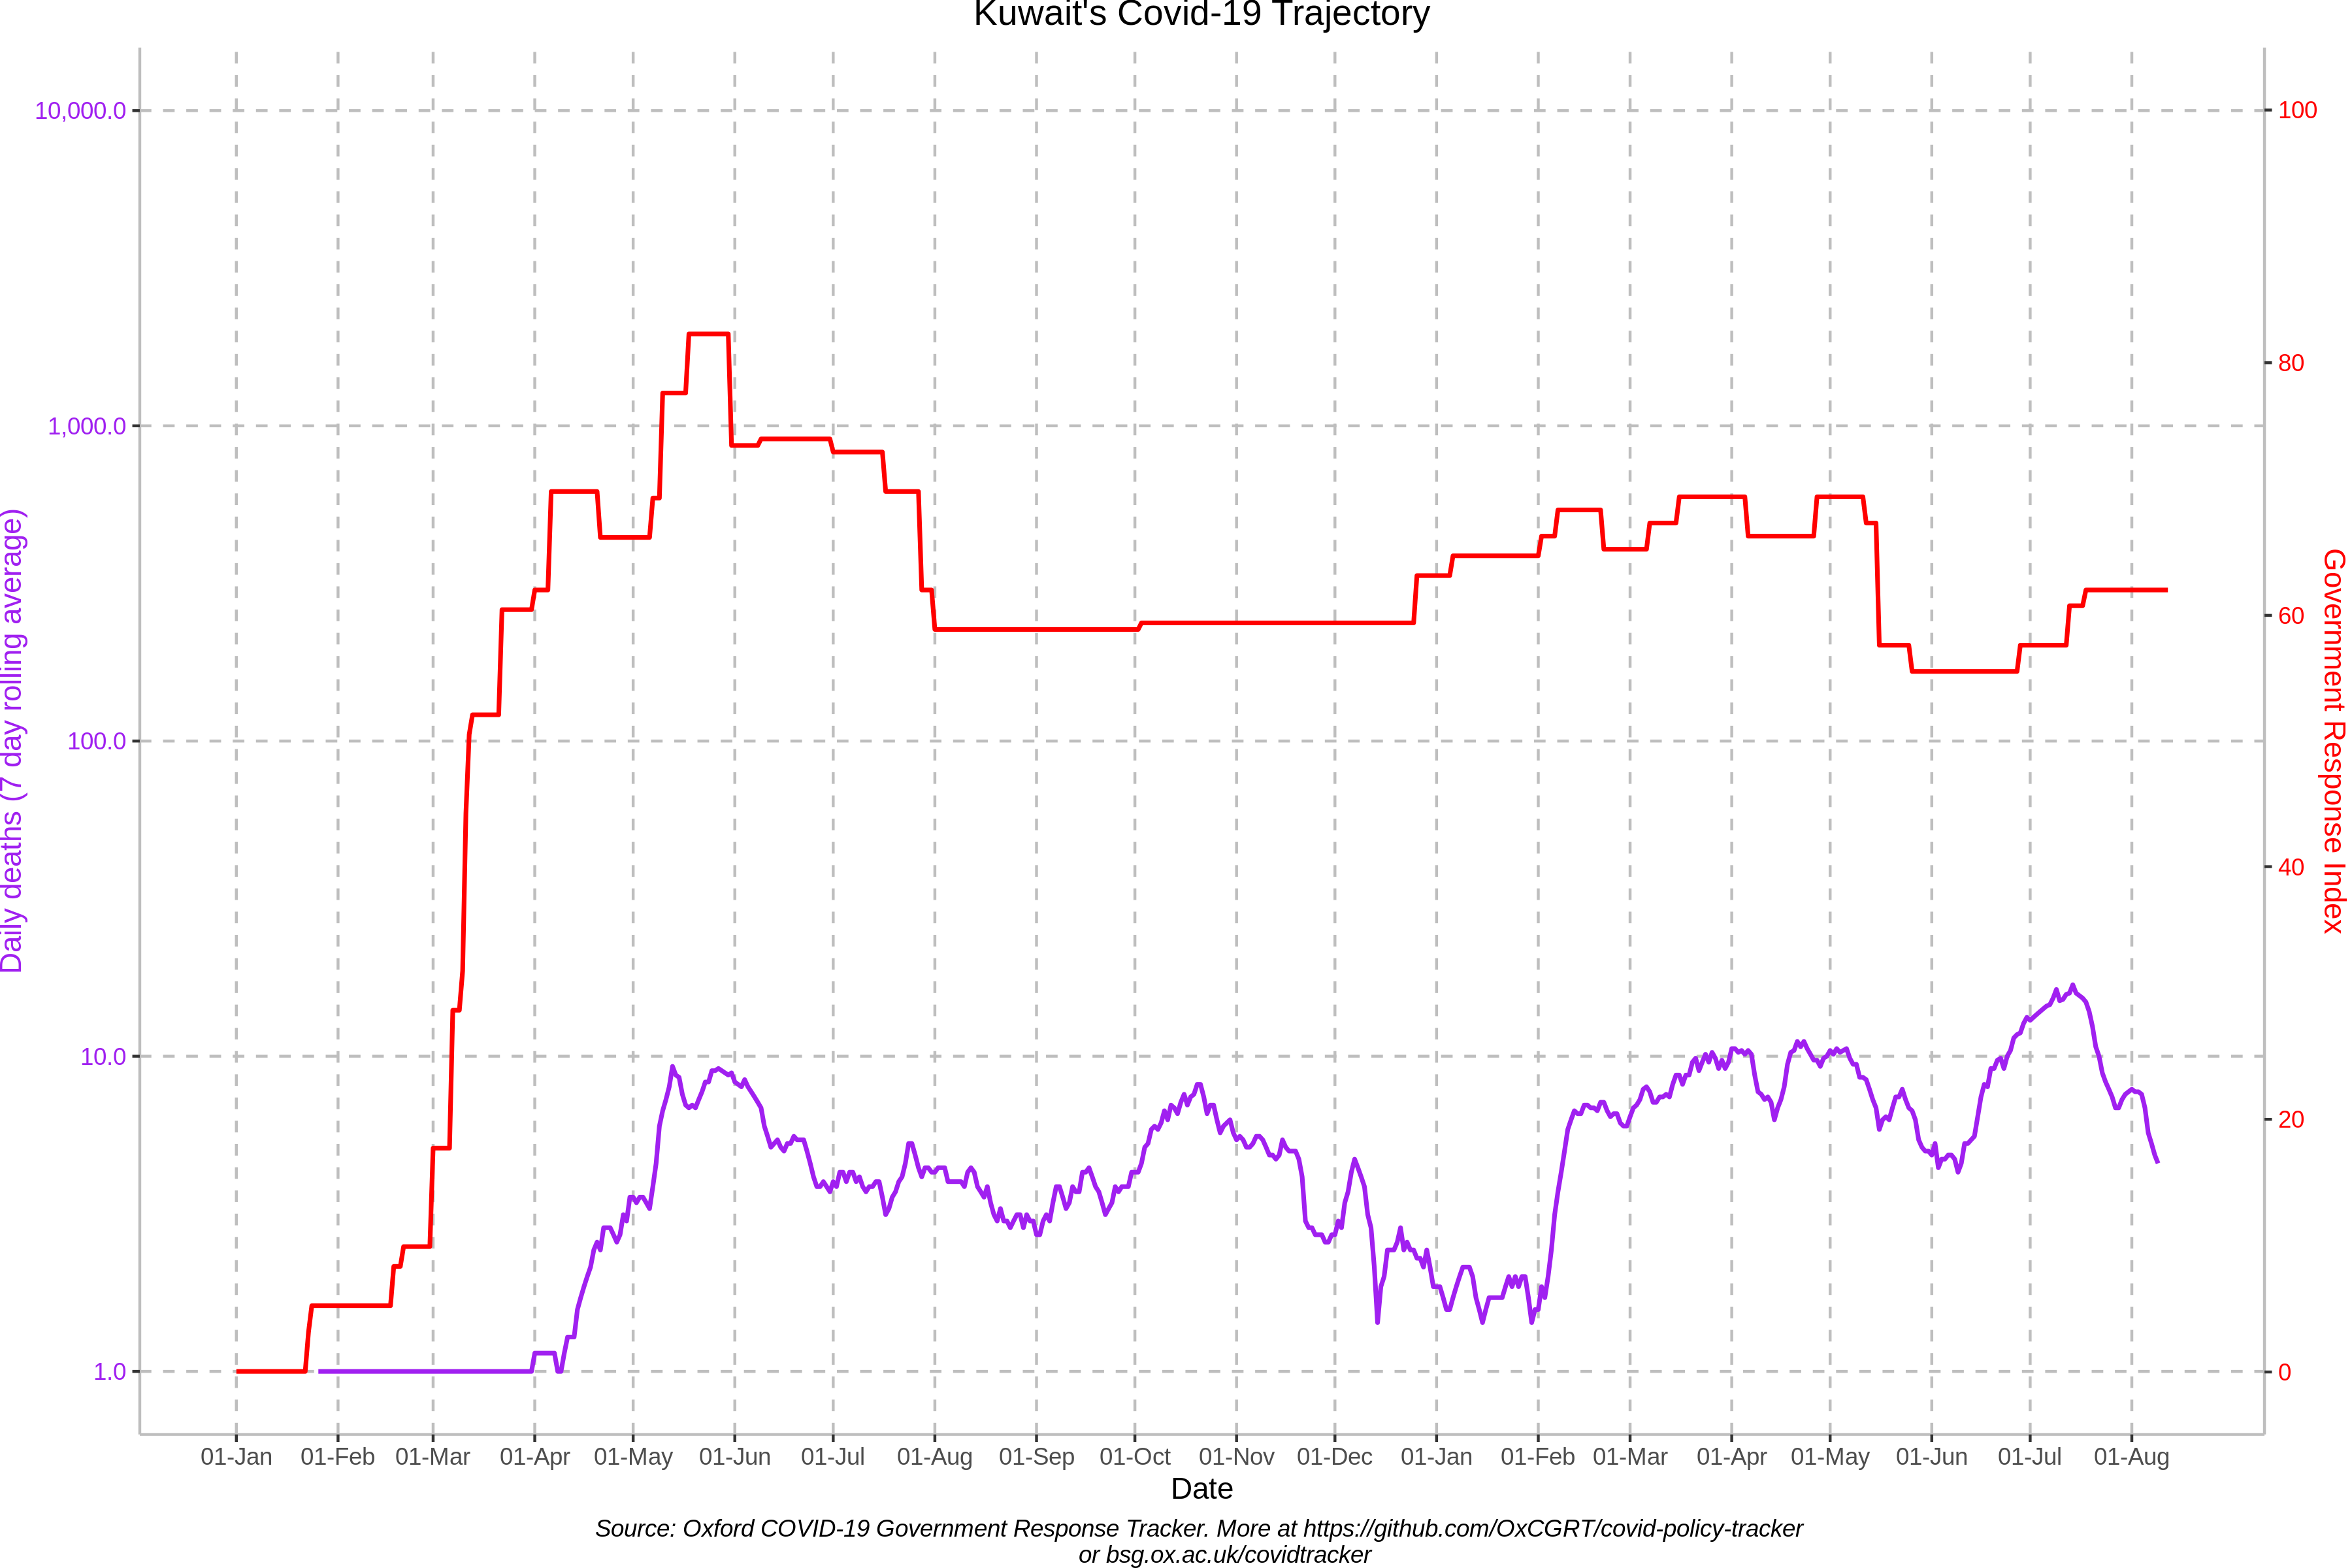 Kuwait's Covid-19 Trajectory
10,000.0
1,000.0
100.0
10.0
1.0
Daily deaths (7 day rolling average)
100
80
60
40
20
0
Government Response Index
01-Jan 01-Feb 01-Mar 01-Apr 01-May 01-Jun 01-Jul 01-Aug 01-Sep 01-Oct 01-Nov 01-Dec 01-Jan 01-Feb 01-Mar 01-Apr 01-May 01-Jun 01-Jul 01-Aug
Date
Source: Oxford COVID-19 Government Response Tracker. More at https://github.com/OxCGRT/covid-policy-tracker
or bsg.ox.ac.uk/covidtracker